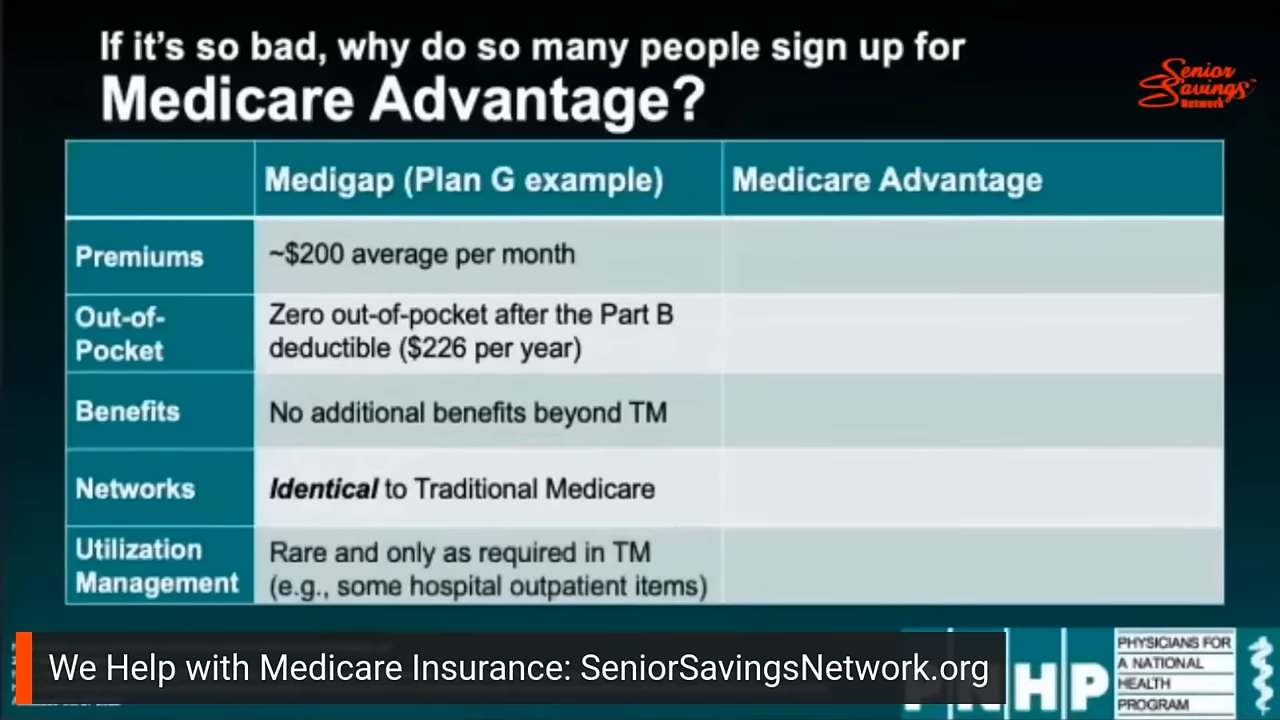 If it's so bad, why do so many people sign up for
Medicare Advantage?
Senior
Savings™
Network
Medigap (Plan G example)
Medicare Advantage
Premiums
~$200 average per month
Out-of-
Pocket
Zero out-of-pocket after the Part B
deductible ($226 per year)
Benefits
No additional benefits beyond TM
Networks
Identical to Traditional Medicare
Utilization
Management
Rare and only as required in TM
(e.g., some hospital outpatient items)
We Help with Medicare Insurance: SeniorSavingsNetwork.org
PNHP
PHYSICIANS FOR
A NATIONAL
HEALTH
PROGRAM